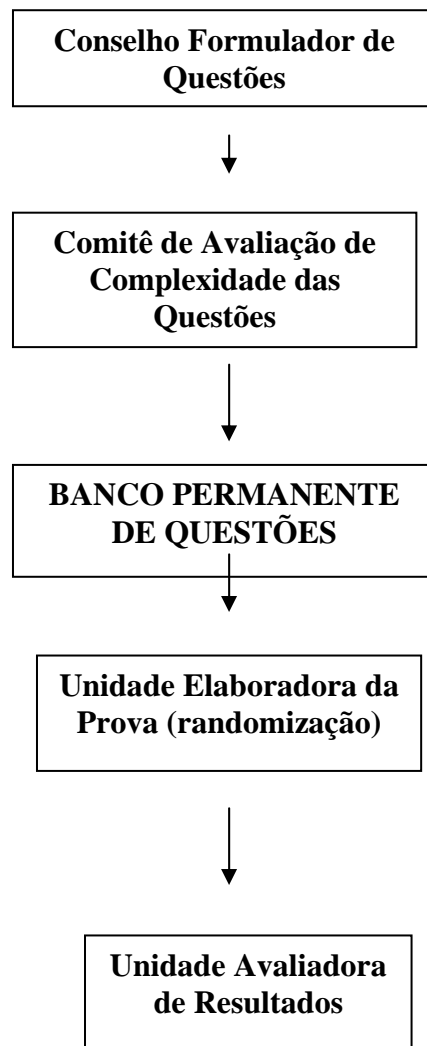 Conselho Formulador de
Questões
Comitê de Avaliação de
Complexidade das
Questões
BANCO PERMANENTE
DE QUESTÕES
Unidade Elaboradora da
Prova (randomização)
Unidade Avaliadora
de Resultados